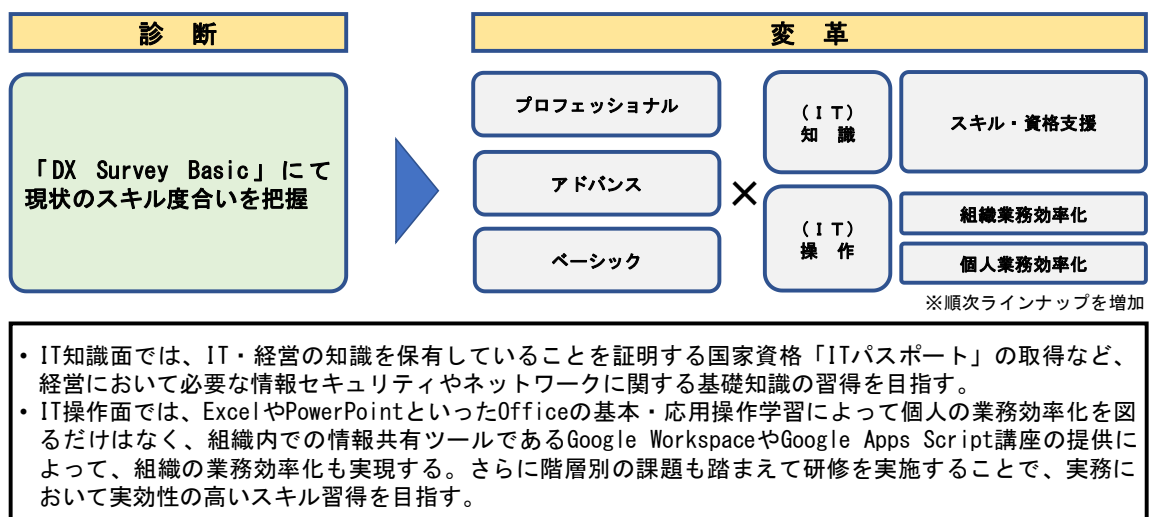 診 断
変 革
「DX Survey Basic」にて
現状のスキル度合いを把握
プロフェッショナル
アドバンス
ベーシック
×
(IT)
知 識
(IT)
操 作
スキル・資格支援
組織業務効率化
個人業務効率化
※順次ラインナップを増加
• IT知識面では、IT・経営の知識を保有していることを証明する国家資格「ITパスポート」の取得など、
経営において必要な情報セキュリティやネットワークに関する基礎知識の習得を目指す。
• IT操作面では、ExcelやPowerPointといったOfficeの基本・応用操作学習によって個人の業務効率化を図
るだけはなく、組織内での情報共有ツールであるGoogle WorkspaceやGoogle Apps Script講座の提供に
よって、組織の業務効率化も実現する。さらに階層別の課題も踏まえて研修を実施することで、実務に
おいて実効性の高いスキル習得を目指す。